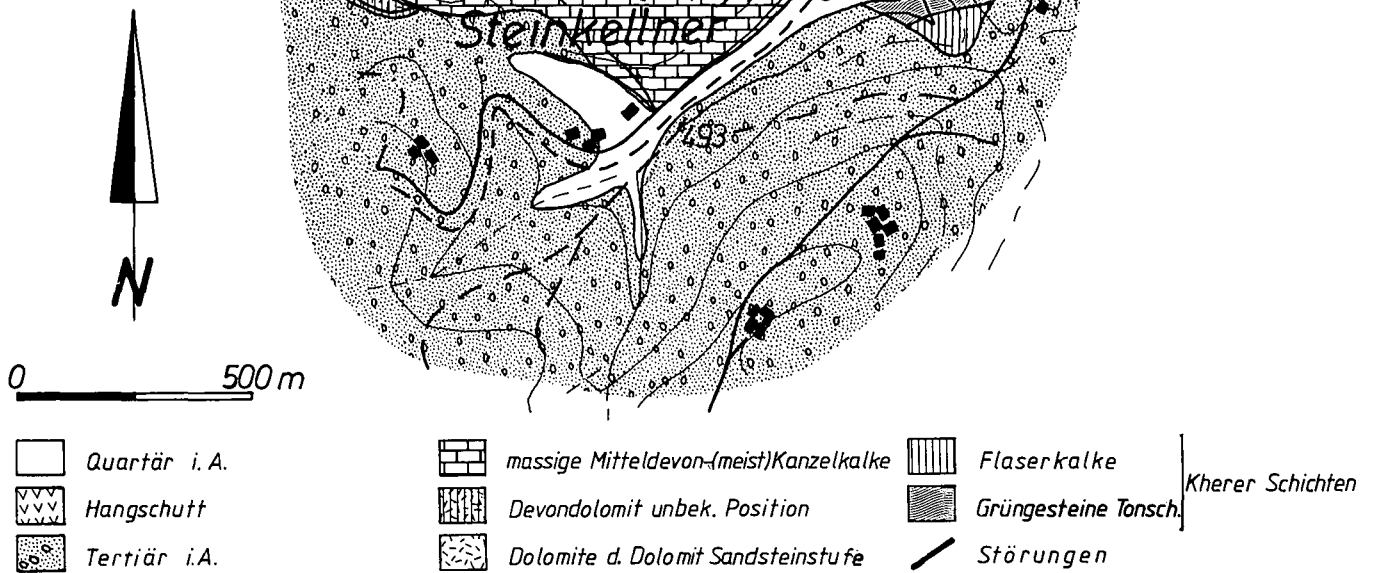 Steinkellner
493
N
0 500 m
Quartär i. A.
Hangschutt
Tertiär i.A.
massige Mitteldevon-(meist)Kanzelkalke
Devondolomit unbek. Position
Dolomite d. Dolomit Sandsteinstufe
Flaserkalke
Grüngesteine Tonsch.
Störungen
Kherer Schichten